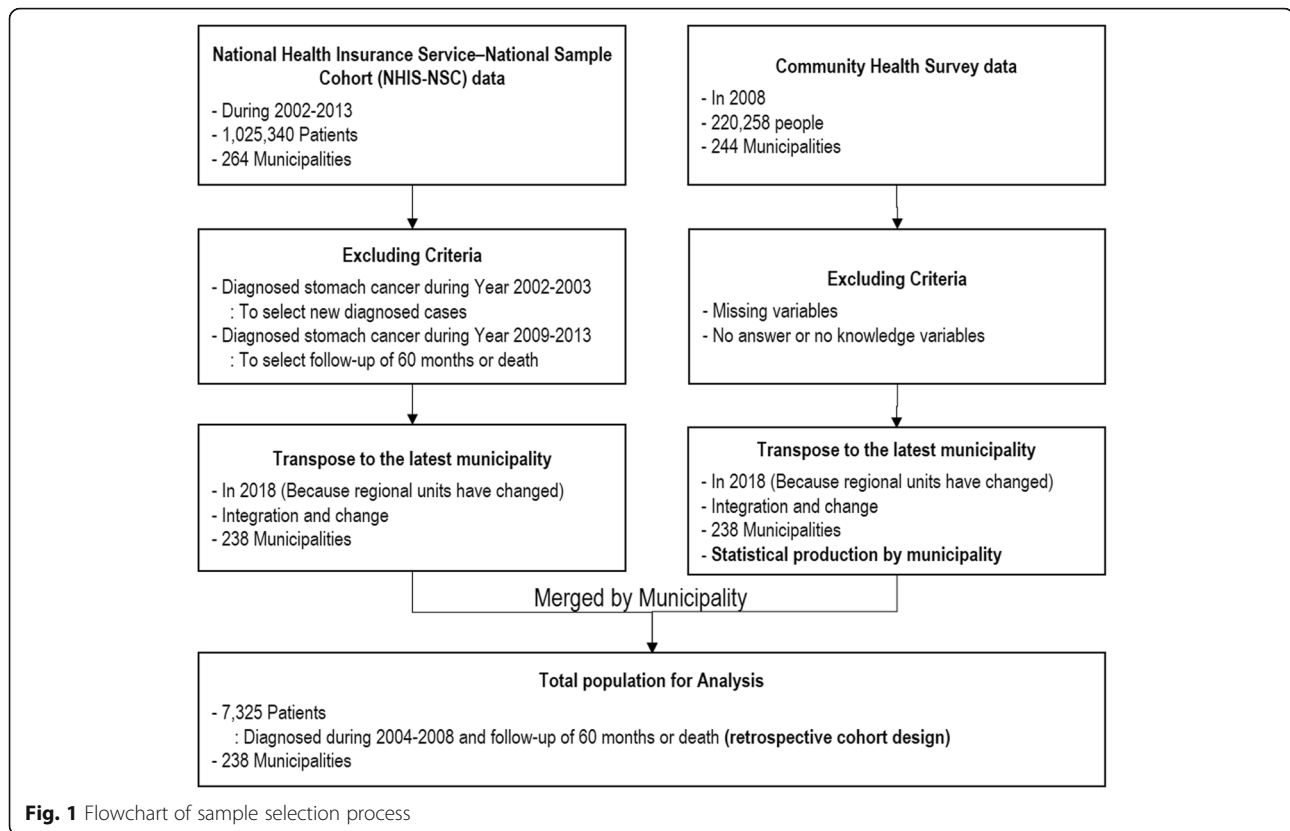 National Health Insurance Service–National Sample
Cohort (NHIS-NSC) data
- During 2002-2013
- 1,025,340 Patients
- 264 Municipalities
Community Health Survey data
- In 2008
- 220,258 people
- 244 Municipalities
Excluding Criteria
- Diagnosed stomach cancer during Year 2002-2003
: To select new diagnosed cases
- Diagnosed stomach cancer during Year 2009-2013
: To select follow-up of 60 months or death
Excluding Criteria
- Missing variables
- No answer or no knowledge variables
Transpose to the latest municipality
- In 2018 (Because regional units have changed)
- Integration and change
- 238 Municipalities
Transpose to the latest municipality
- In 2018 (Because regional units have changed)
- Integration and change
- 238 Municipalities
- Statistical production by municipality
Merged by Municipality
Total population for Analysis
- 7,325 Patients
: Diagnosed during 2004-2008 and follow-up of 60 months or death (retrospective cohort design)
- 238 Municipalities
Fig. 1 Flowchart of sample selection process